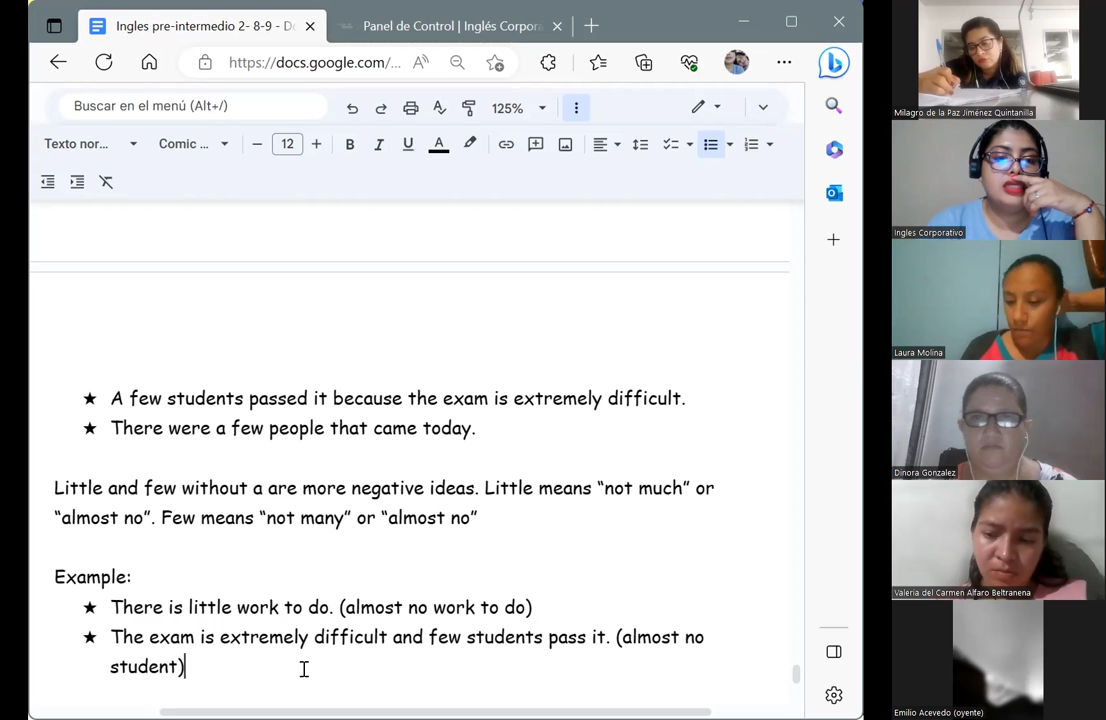 Ingles pre-intermedio 2- 8-9 - D
Panel de Control | Inglés Corpora
https://docs.google.com/...
Buscar en el menú (Alt+/)
125%
Texto nor...
Comic ...
12
★ A few students passed it because the exam is extremely difficult.
★ There were a few people that came today.
Little and few without a are more negative ideas. Little means “not much” or
“almost no”. Few means “not many” or “almost no”
Example:
★ There is little work to do. (almost no work to do)
★ The exam is extremely difficult and few students pass it. (almost no
student)
Milagro de la Paz Jiménez Quintanilla
Ingles Corporativo
Laura Molina
Dinora Gonzalez
Valeria del Carmen Alfaro Beltranena
Emilio Acevedo (oyente)